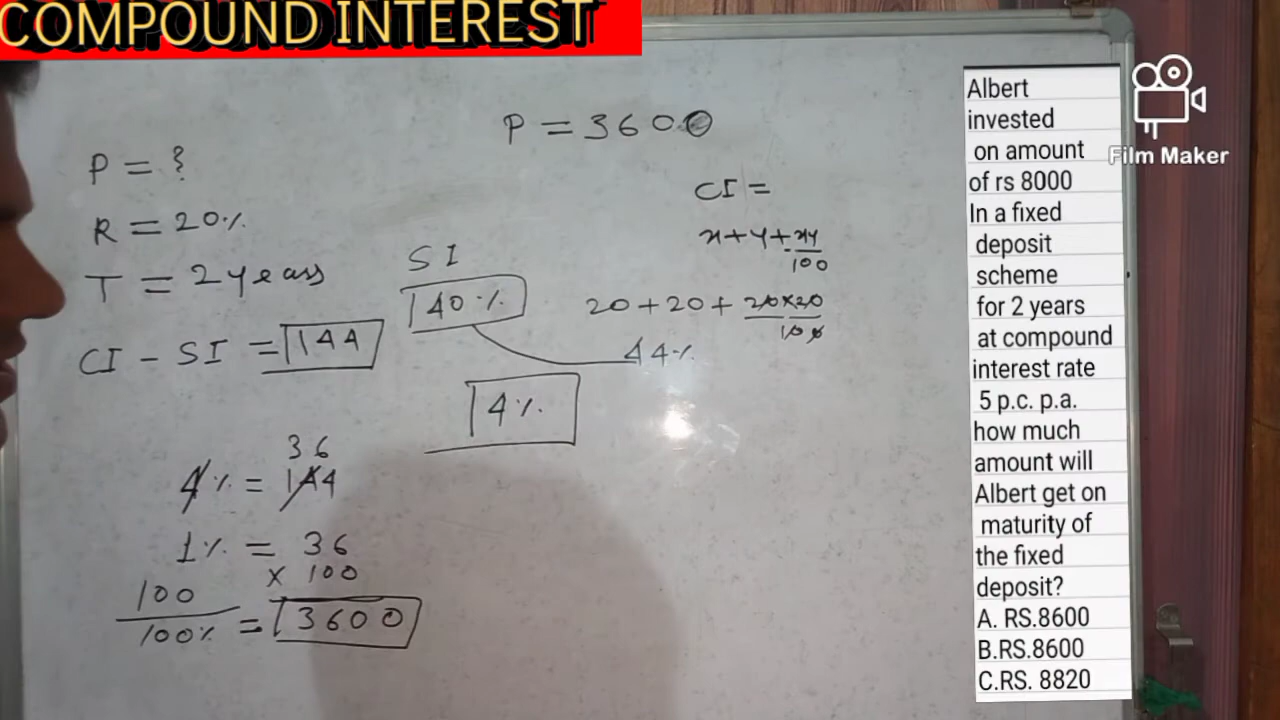 COMPOUND INTEREST
P = 3600
P = ?
R = 20%
T = 2 years
CI - SI = 144
SI
40%
CI =
x+y+xy/100
20+20+20×20/100
44%
4%
36
4% = 144
1% = 36
× 100
100
100% = 3600
Film Maker
Albert
invested
on amount
of rs 8000
In a fixed
deposit
scheme
for 2 years
at compound
interest rate
5 p.c. p.a.
how much
amount will
Albert get on
maturity of
the fixed
deposit?
A. RS.8600
B.RS.8600
C.RS. 8820